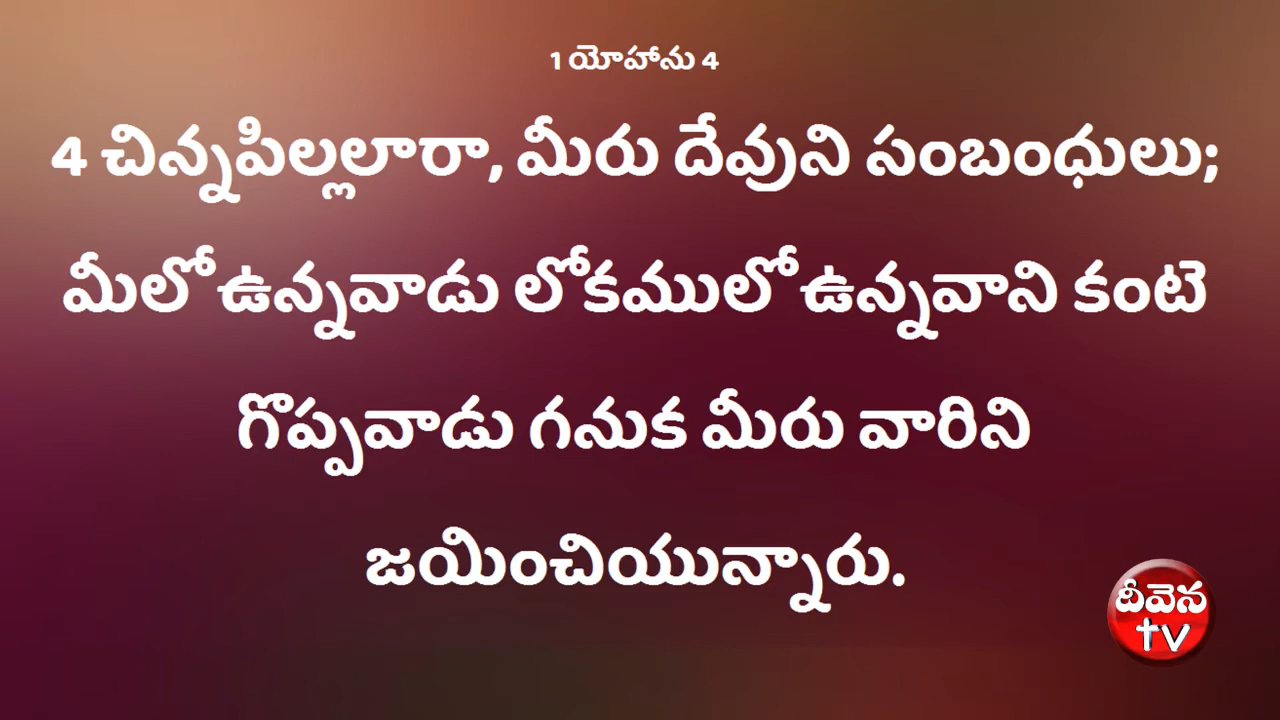 1 యోహాను 4
4 చిన్నపిల్లలారా, మీరు దేవుని సంబంధులు;
మీలో ఉన్నవాడు లోకములో ఉన్నవాని కంటె
గొప్పవాడు గనుక మీరు వారిని
జయించియున్నారు.
దీవెన
tv